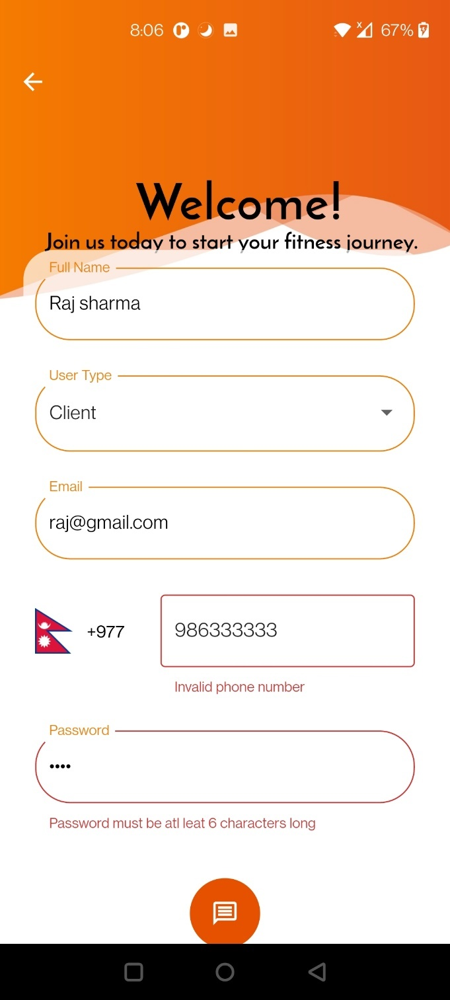 8:06 67%
Welcome!
Join us today to start your fitness journey.
Full Name
Raj sharma
User Type
Client
Email
raj@gmail.com
+977 986333333
Invalid phone number
Password
••••
Password must be atl leat 6 characters long